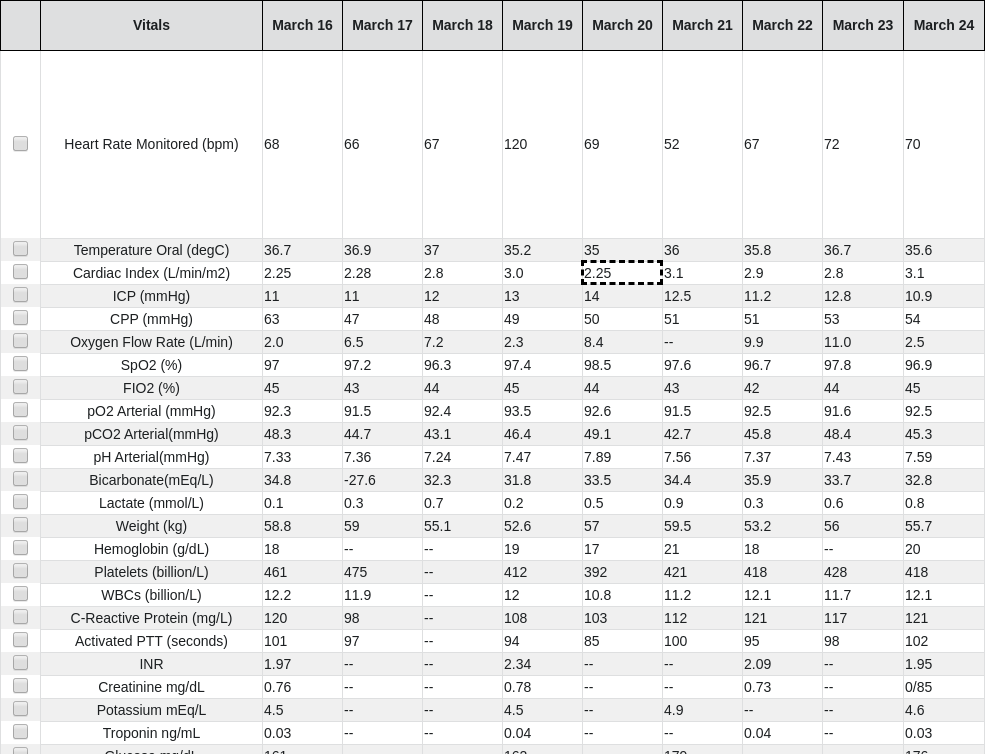 Vitals March 16 March 17 March 18 March 19 March 20 March 21 March 22 March 23 March 24
Heart Rate Monitored (bpm) 68 66 67 120 69 52 67 72 70
Temperature Oral (degC) 36.7 36.9 37 35.2 35 36 35.8 36.7 35.6
Cardiac Index (L/min/m2) 2.25 2.28 2.8 3.0 2.25 3.1 2.9 2.8 3.1
ICP (mmHg) 11 11 12 13 14 12.5 11.2 12.8 10.9
CPP (mmHg) 63 47 48 49 50 51 51 53 54
Oxygen Flow Rate (L/min) 2.0 6.5 7.2 2.3 8.4 -- 9.9 11.0 2.5
SpO2 (%) 97 97.2 96.3 97.4 98.5 97.6 96.7 97.8 96.9
FIO2 (%) 45 43 44 45 44 43 42 44 45
pO2 Arterial (mmHg) 92.3 91.5 92.4 93.5 92.6 91.5 92.5 91.6 92.5
pCO2 Arterial(mmHg) 48.3 44.7 43.1 46.4 49.1 42.7 45.8 48.4 45.3
pH Arterial(mmHg) 7.33 7.36 7.24 7.47 7.89 7.56 7.37 7.43 7.59
Bicarbonate(mEq/L) 34.8 -27.6 32.3 31.8 33.5 34.4 35.9 33.7 32.8
Lactate (mmol/L) 0.1 0.3 0.7 0.2 0.5 0.9 0.3 0.6 0.8
Weight (kg) 58.8 59 55.1 52.6 57 59.5 53.2 56 55.7
Hemoglobin (g/dL) 18 -- -- 19 17 21 18 -- 20
Platelets (billion/L) 461 475 -- 412 392 421 418 428 418
WBCs (billion/L) 12.2 11.9 -- 12 10.8 11.2 12.1 11.7 12.1
C-Reactive Protein (mg/L) 120 98 -- 108 103 112 121 117 121
Activated PTT (seconds) 101 97 -- 94 85 100 95 98 102
INR 1.97 -- -- 2.34 -- -- 2.09 -- 1.95
Creatinine mg/dL 0.76 -- -- 0.78 -- -- 0.73 -- 0/85
Potassium mEq/L 4.5 -- -- 4.5 -- 4.9 -- -- 4.6
Troponin ng/mL 0.03 -- -- 0.04 -- -- 0.04 -- 0.03